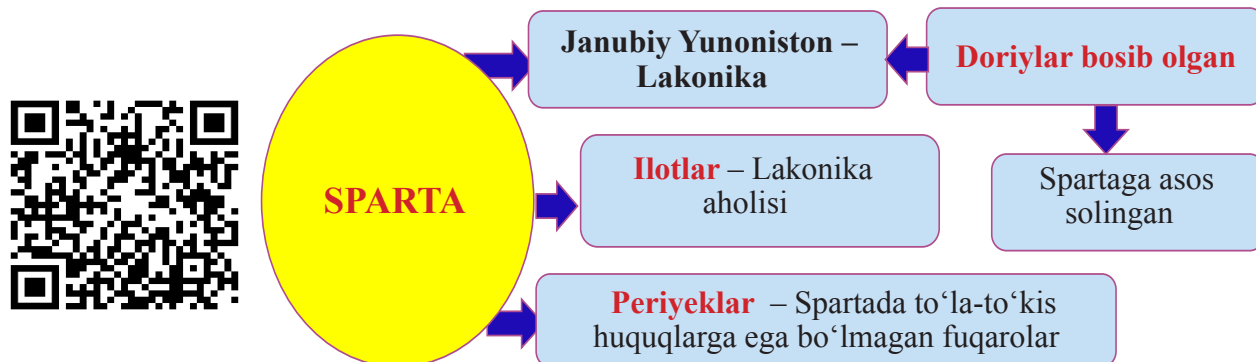 Janubiy Yunoniston –
Lakonika
Doriylar bosib olgan
SPARTA
Ilotlar – Lakonika
aholisi
Spartaga asos
solingan
Periyeklar – Spartada to‘la-to‘kis
huquqlarga ega bo‘lmagan fuqarolar